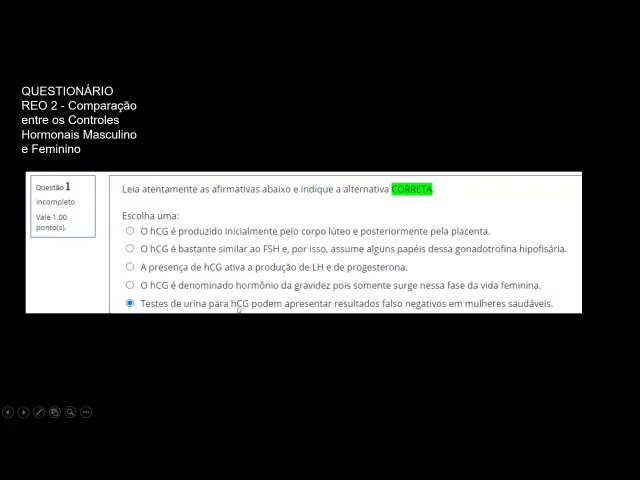 QUESTIONÁRIO
REO 2 - Comparação
entre os Controles
Hormonais Masculino
e Feminino
Questão 1
Incompleto
Vale 1,00
ponto(s).
Leia atentamente as afirmativas abaixo e indique a alternativa CORRETA.
Escolha uma:
O hCG é produzido inicialmente pelo corpo lúteo e posteriormente pela placenta.
O hCG é bastante similar ao FSH e, por isso, assume alguns papéis dessa gonadotrofina hipofisária.
A presença de hCG ativa a produção de LH e de progesterona.
O hCG é denominado hormônio da gravidez pois somente surge nessa fase da vida feminina.
Testes de urina para hCG podem apresentar resultados falso negativos em mulheres saudáveis.